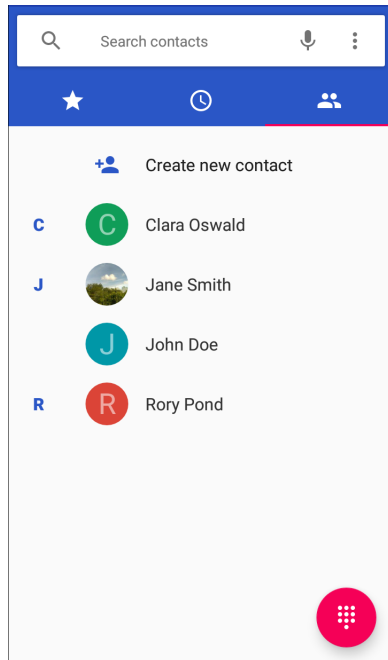 Search contacts
Create new contact
C
C
Clara Oswald
J
Jane Smith
J
John Doe
R
R
Rory Pond